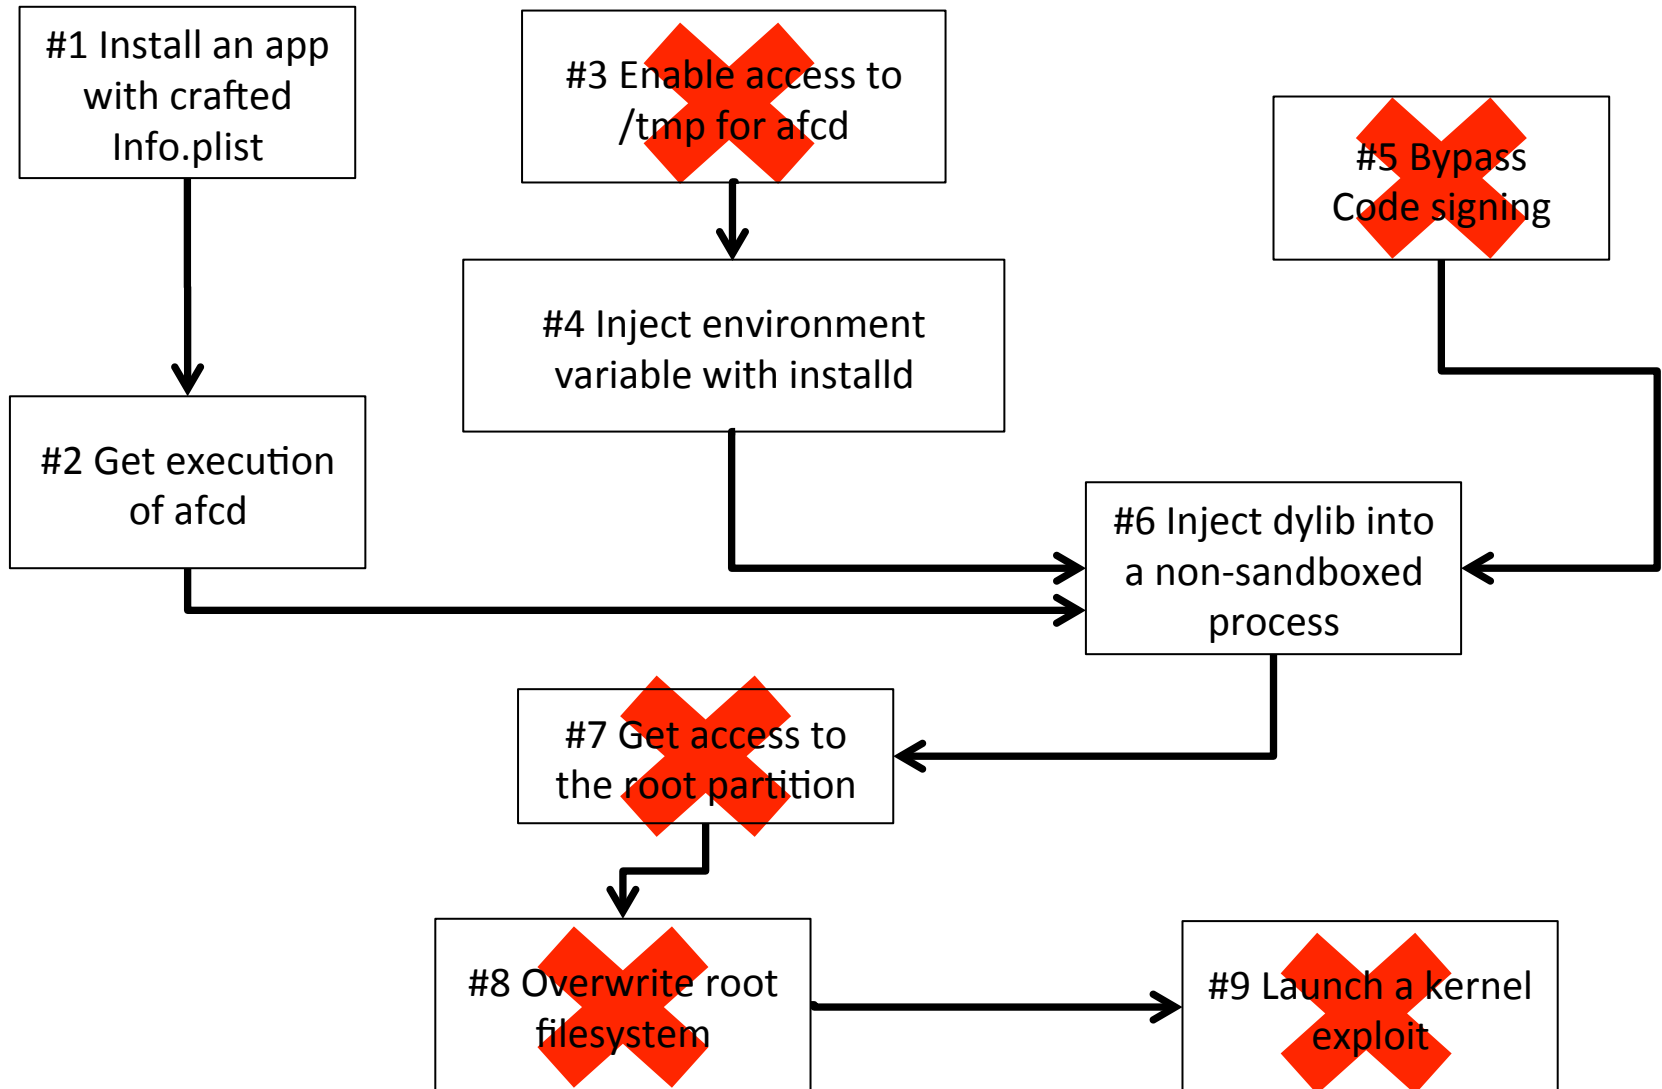 #1 Install an app
with crafted
Info.plist
#2 Get execution
of afcd
#3 Enable access to
/tmp for afcd
#4 Inject environment
variable with installd
#5 Bypass
Code signing
#6 Inject dylib into
a non-sandboxed
process
#7 Get access to
the root partition
#8 Overwrite root
filesystem
#9 Launch a kernel
exploit